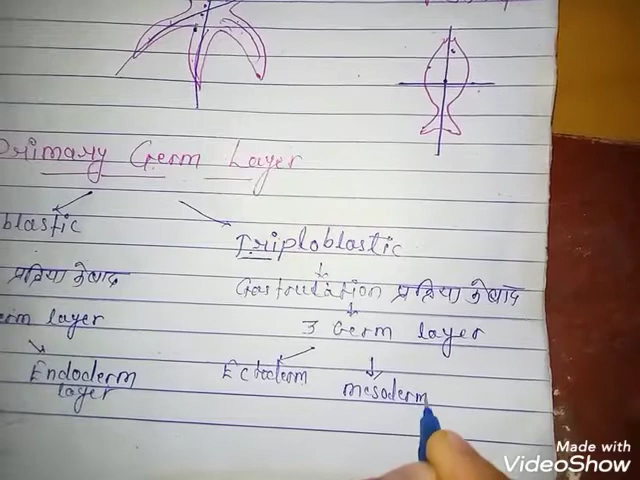 Primary Germ Layer
blastic
Triploblastic
प्रक्रिया के बाद
Gastrulation प्रक्रिया के बाद
erm layer
3 Germ layer
Endoderm
layer
Ectoderm
mesoderm
Made with
VideoShow